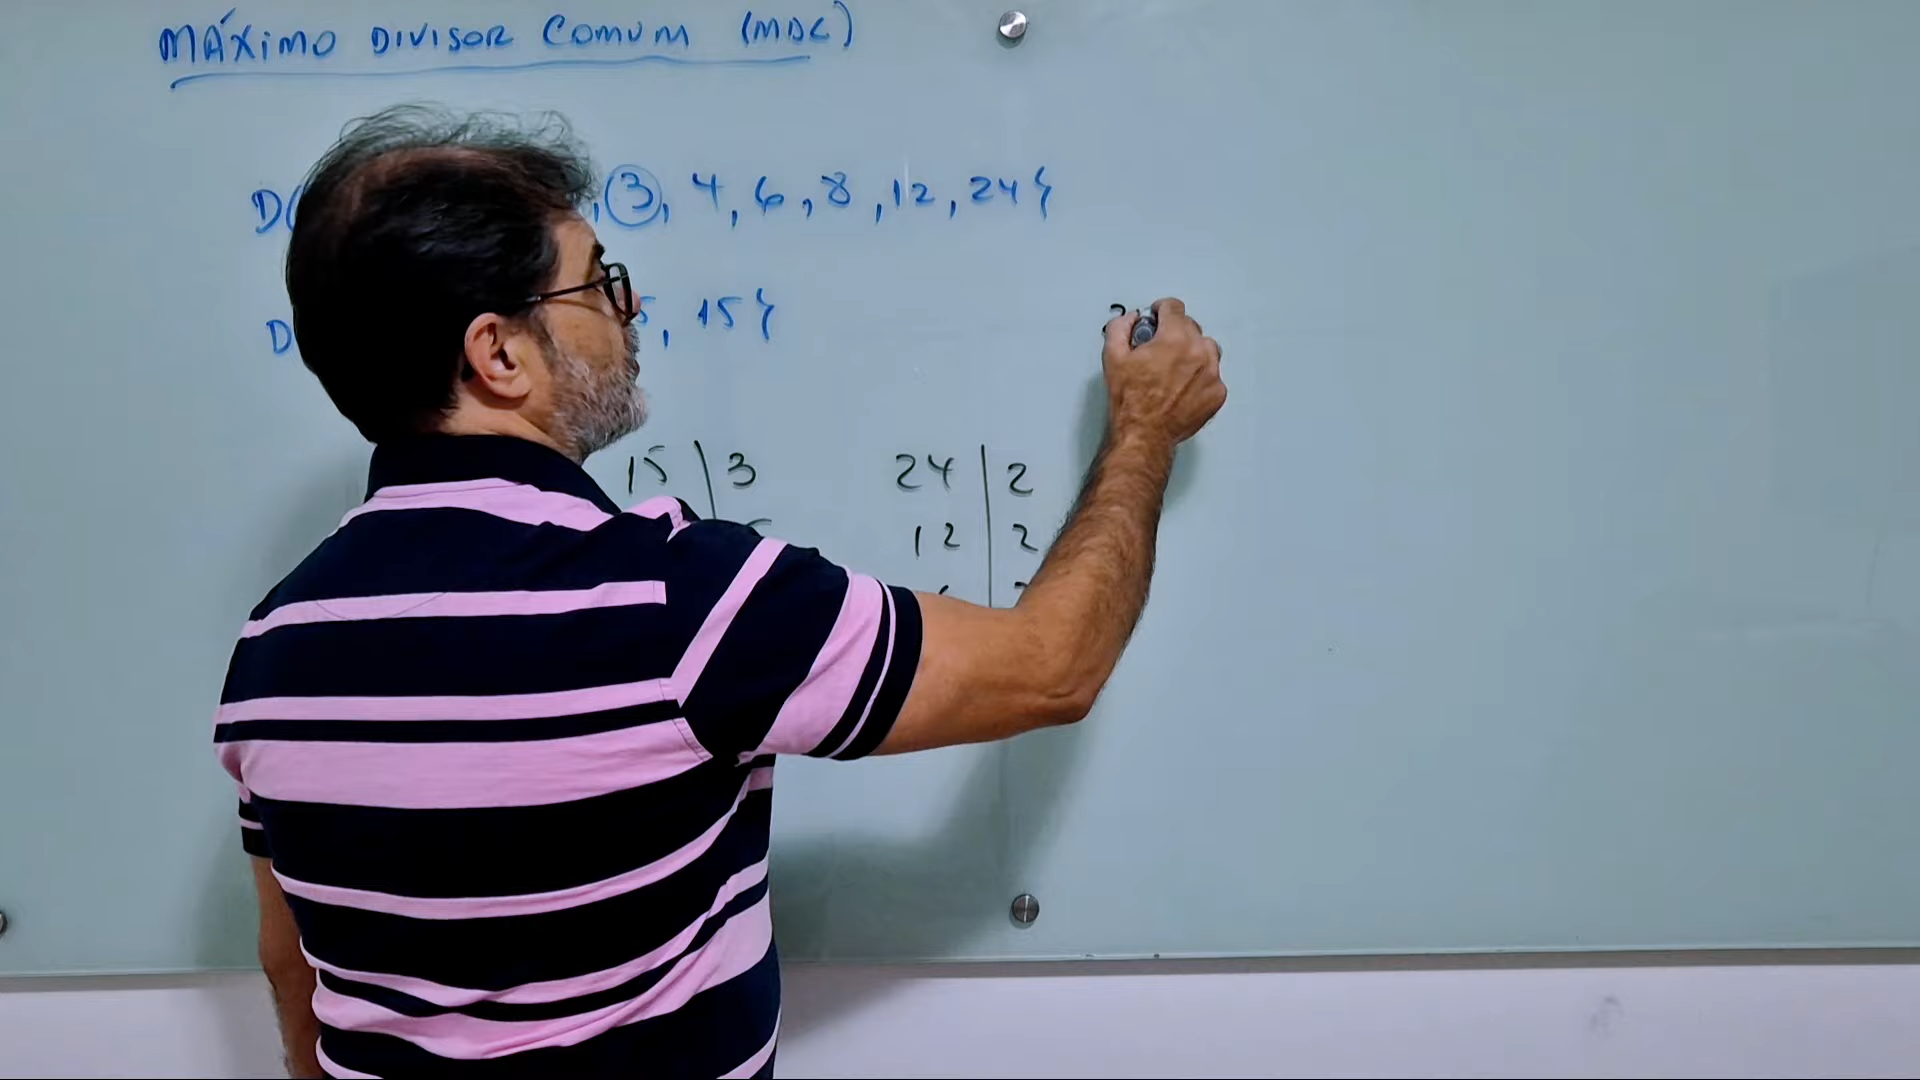 MÁXIMO DIVISOR COMUM (MDC)
D( , 3, 4, 6, 8, 12, 24}
D 5, 15}
15 | 3 24 | 2
12 | 2